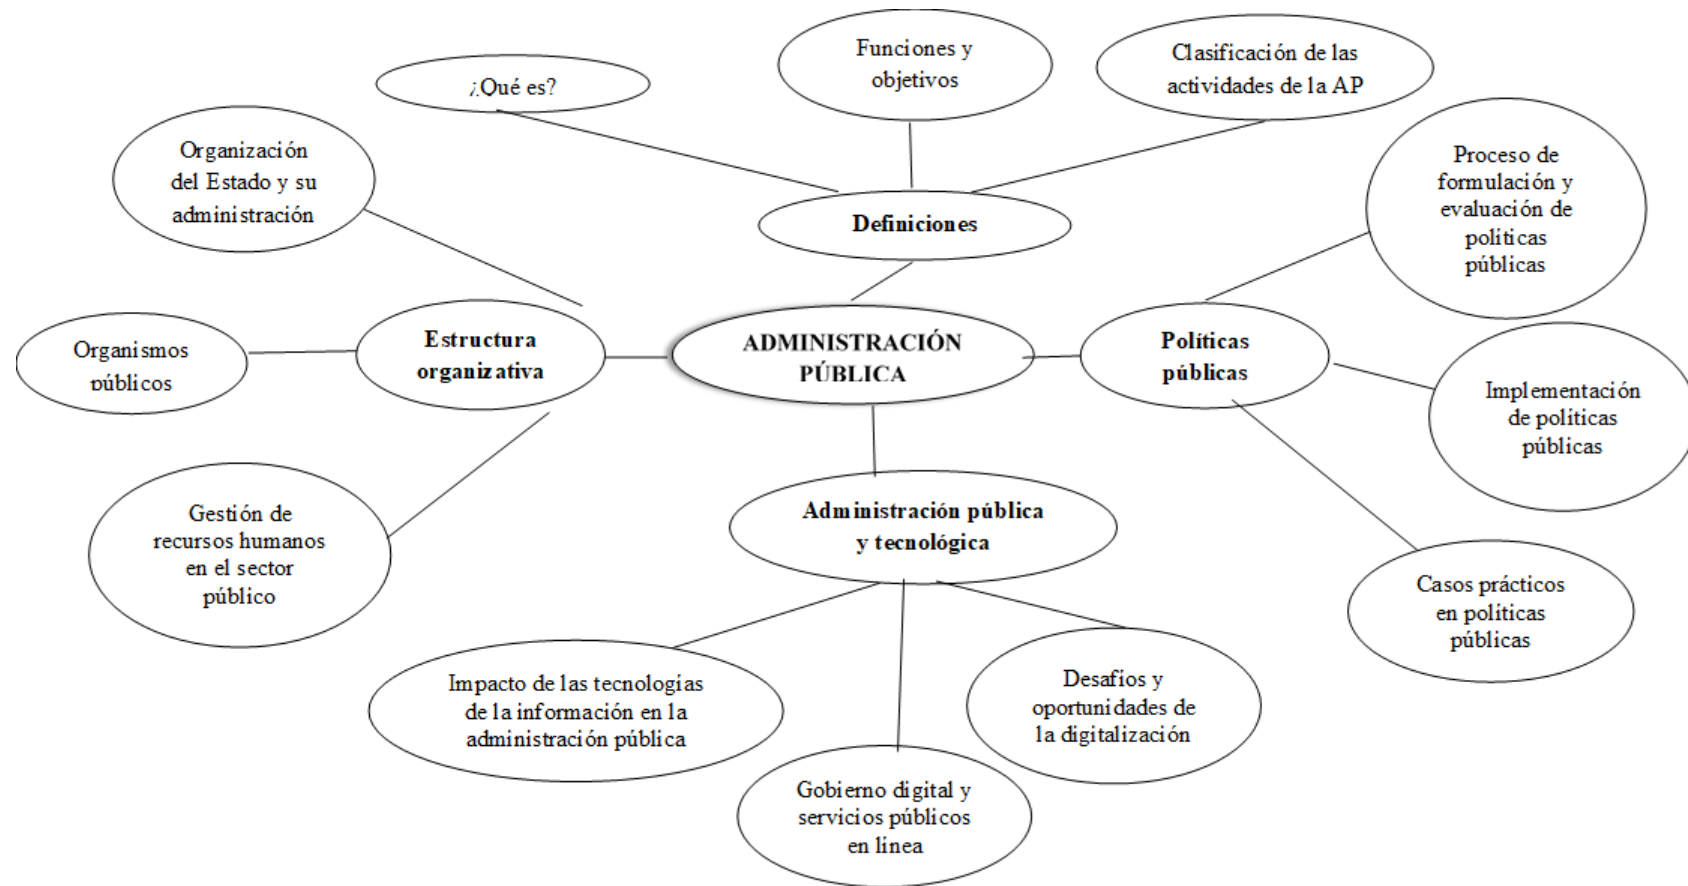 ¿Qué es?
Funciones y
objetivos
Clasificación de las
actividades de la AP
Organización
del Estado y su
administración
Proceso de
formulación y
evaluación de
políticas
públicas
Definiciones
Organismos
públicos
Estructura
organizativa
ADMINISTRACIÓN
PÚBLICA
Políticas
públicas
Implementación
de políticas
públicas
Gestión de
recursos humanos
en el sector
público
Administración pública
y tecnológica
Casos prácticos
en políticas
públicas
Impacto de las tecnologías
de la información en la
administración pública
Gobierno digital y
servicios públicos
en línea
Desafíos y
oportunidades de
la digitalización